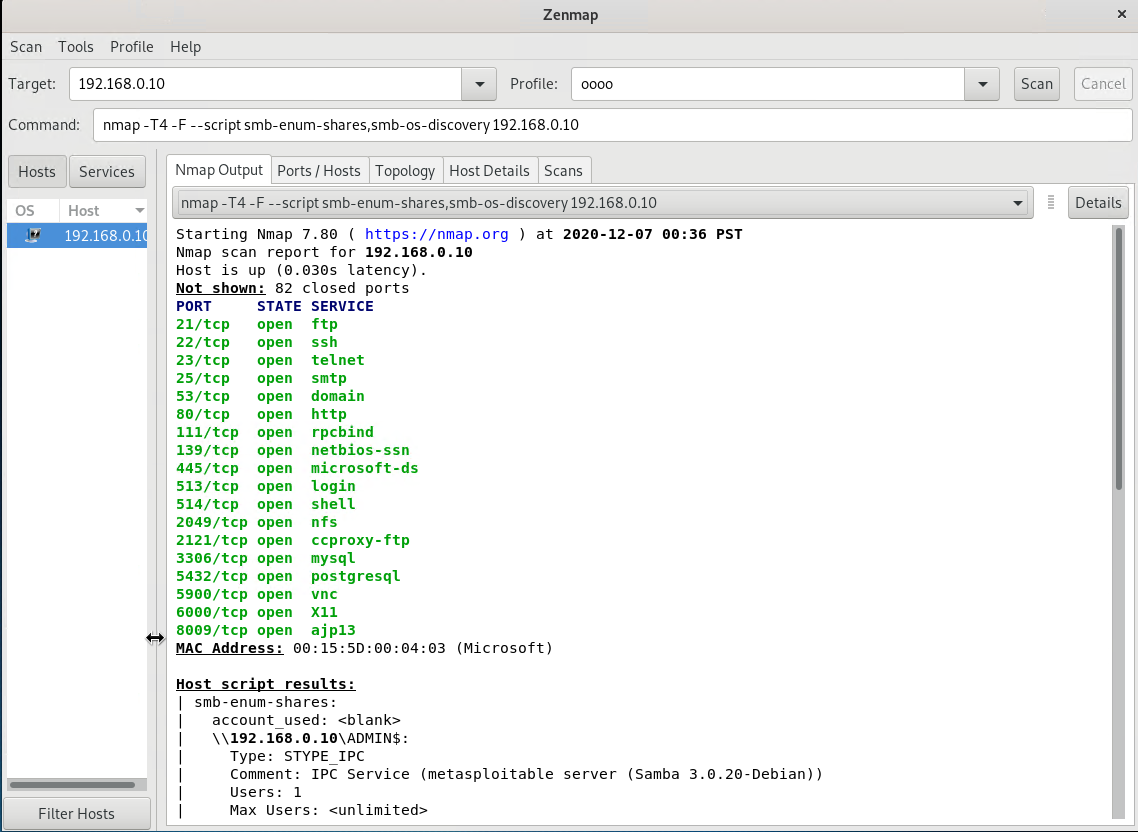 Zenmap
Scan Tools Profile Help
Target: 192.168.0.10 Profile: oooo Scan Cancel
Command: nmap -T4 -F --script smb-enum-shares,smb-os-discovery 192.168.0.10
Hosts Services
Nmap Output Ports / Hosts Topology Host Details Scans
OS Host
192.168.0.10
nmap -T4 -F --script smb-enum-shares,smb-os-discovery 192.168.0.10 Details
Starting Nmap 7.80 ( https://nmap.org ) at 2020-12-07 00:36 PST
Nmap scan report for 192.168.0.10
Host is up (0.030s latency).
Not shown: 82 closed ports
PORT     STATE SERVICE
21/tcp   open  ftp
22/tcp   open  ssh
23/tcp   open  telnet
25/tcp   open  smtp
53/tcp   open  domain
80/tcp   open  http
111/tcp  open  rpcbind
139/tcp  open  netbios-ssn
445/tcp  open  microsoft-ds
513/tcp  open  login
514/tcp  open  shell
2049/tcp open  nfs
2121/tcp open  ccproxy-ftp
3306/tcp open  mysql
5432/tcp open  postgresql
5900/tcp open  vnc
6000/tcp open  X11
8009/tcp open  ajp13
MAC Address: 00:15:5D:00:04:03 (Microsoft)
Host script results:
| smb-enum-shares:
|   account_used: <blank>
|   \\192.168.0.10\ADMIN$:
|     Type: STYPE_IPC
|     Comment: IPC Service (metasploitable server (Samba 3.0.20-Debian))
|     Users: 1
|     Max Users: <unlimited>
Filter Hosts